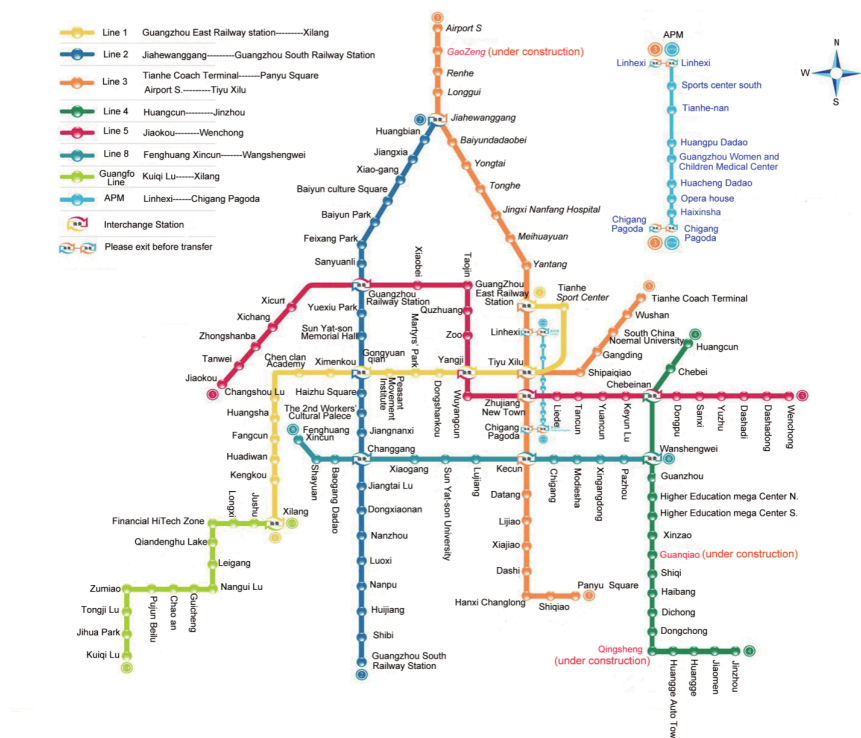 Line 1 Guangzhou East Railway station---------Xilang
Line 2 Jiahewanggang---------Guangzhou South Railway Station
Line 3 Tianhe Coach Terminal-------Panyu Square
Airport S.---------Tiyu Xilu
Line 4 Huangcun---------Jinzhou
Line 5 Jiaokou--------Wenchong
Line 8 Fenghuang Xincun-------Wangshengwei
Guangfo Line Kuiqi Lu------Xilang
APM Linhexi------Chigang Pagoda
Interchange Station
Please exit before transfer
Airport S
GaoZeng (under construction)
Renhe
Longgui
Jiahewanggang
2
Huangbian
Jiangxia
Xiao-gang
Baiyun culture Square
Baiyun Park
Feixang Park
Sanyuanli
Baiyundadaobei
Yongtai
Tonghe
Jingxi Nanfang Hospital
Meihuayuan
Yantang
APM
3
Linhexi
Linhexi
Sports center south
Tianhe-nan
Huangpu Dadao
Guangzhou Women and
Children Medical Center
Huacheng Dadao
Opera house
Haixinsha
Chigang
Pagoda
Chigang
Pagoda
3
N
W
E
S
Guangzhou
Railway Station
Xiaobei
Taojin
GuangZhou
East Railway
Station
Tianhe
Sport Center
Tianhe Coach Terminal
Wushan
South China
Noemal University
Gangding
Shipaiqiao
4
Huangcun
Chebei
Chebeinan
Xicurt
Xichang
Zhongshanba
Tanwei
Jiaokou
5
Yuexiu Park
Sun Yat-son
Memorial Hall
Gongyuan
qian
Martyrs' Park
Quzhuang
Zoo
Yangji
Linhexi
Tiyu Xilu
Chen clan
Academy
Ximenkou
Peasant
Movement
Institute
Dongshankou
Wuyangcun
Zhujiang
New Town
Liede
Tancun
Yuancun
Keyun Lu
Dongpu
Sanxi
Yuzhu
Dashadi
Dashadong
Wenchong
5
Changshou Lu
Huangsha
Fangcun
Huadiwan
Kengkou
Xilang
Haizhu Square
The 2nd Workers'
Cultural Palece
Jiangnanxi
Changgang
8
Fenghuang
Xincun
Shayuan
Baogang Dadao
Xiaogang
Sun Yat-son
University
Lujiang
Chigang
Pagoda
Kecun
Chigang
Modiesha
Xingangdong
Pazhou
Wanshengwei
Jiangtai Lu
Dongxiaonan
Nanzhou
Luoxi
Nanpu
Huijiang
Shibi
Guangzhou South
Railway Station
2
Datang
Lijiao
Xiajiao
Dashi
Hanxi Changlong
Shiqiao
Panyu Square
Guanzhou
Higher Education mega Center N.
Higher Education mega Center S.
Xinzao
Guanqiao (under construction)
Shiqi
Haibang
Dichong
Dongchong
Qingsheng
(under construction)
Huangge Auto Tow
Huangge
Jiaomen
Jinzhou
4
Jushu
Longxi
Financial HiTech Zone
Qiandenghu Lake
Leigang
Nangui Lu
Guicheng
Chao an
Pujun Beilu
Zumiao
Tongji Lu
Jihua Park
Kuiqi Lu